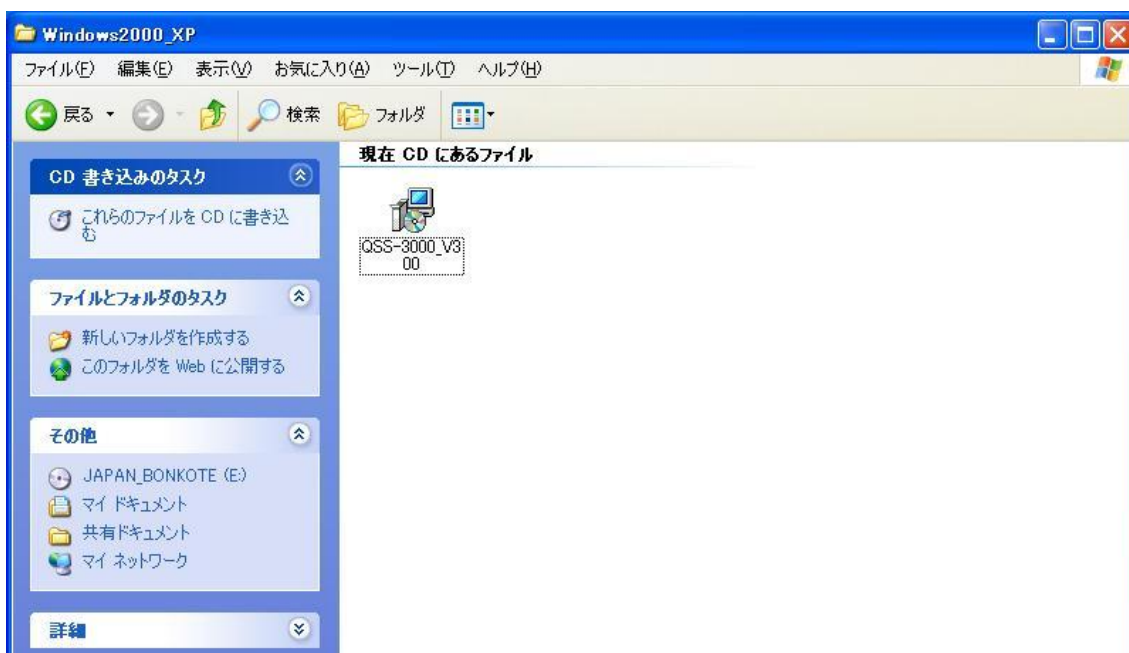 Windows2000_XP
ファイル(F) 編集(E) 表示(V) お気に入り(A) ツール(T) ヘルプ(H)
戻る 検索 フォルダ
CD 書き込みのタスク
これらのファイルを CD に書き込
む
ファイルとフォルダのタスク
新しいフォルダを作成する
このフォルダを Web に公開する
その他
JAPAN_BONKOTE (E:)
マイ ドキュメント
共有ドキュメント
マイ ネットワーク
詳細
現在 CD にあるファイル
QSS-3000_V3
00